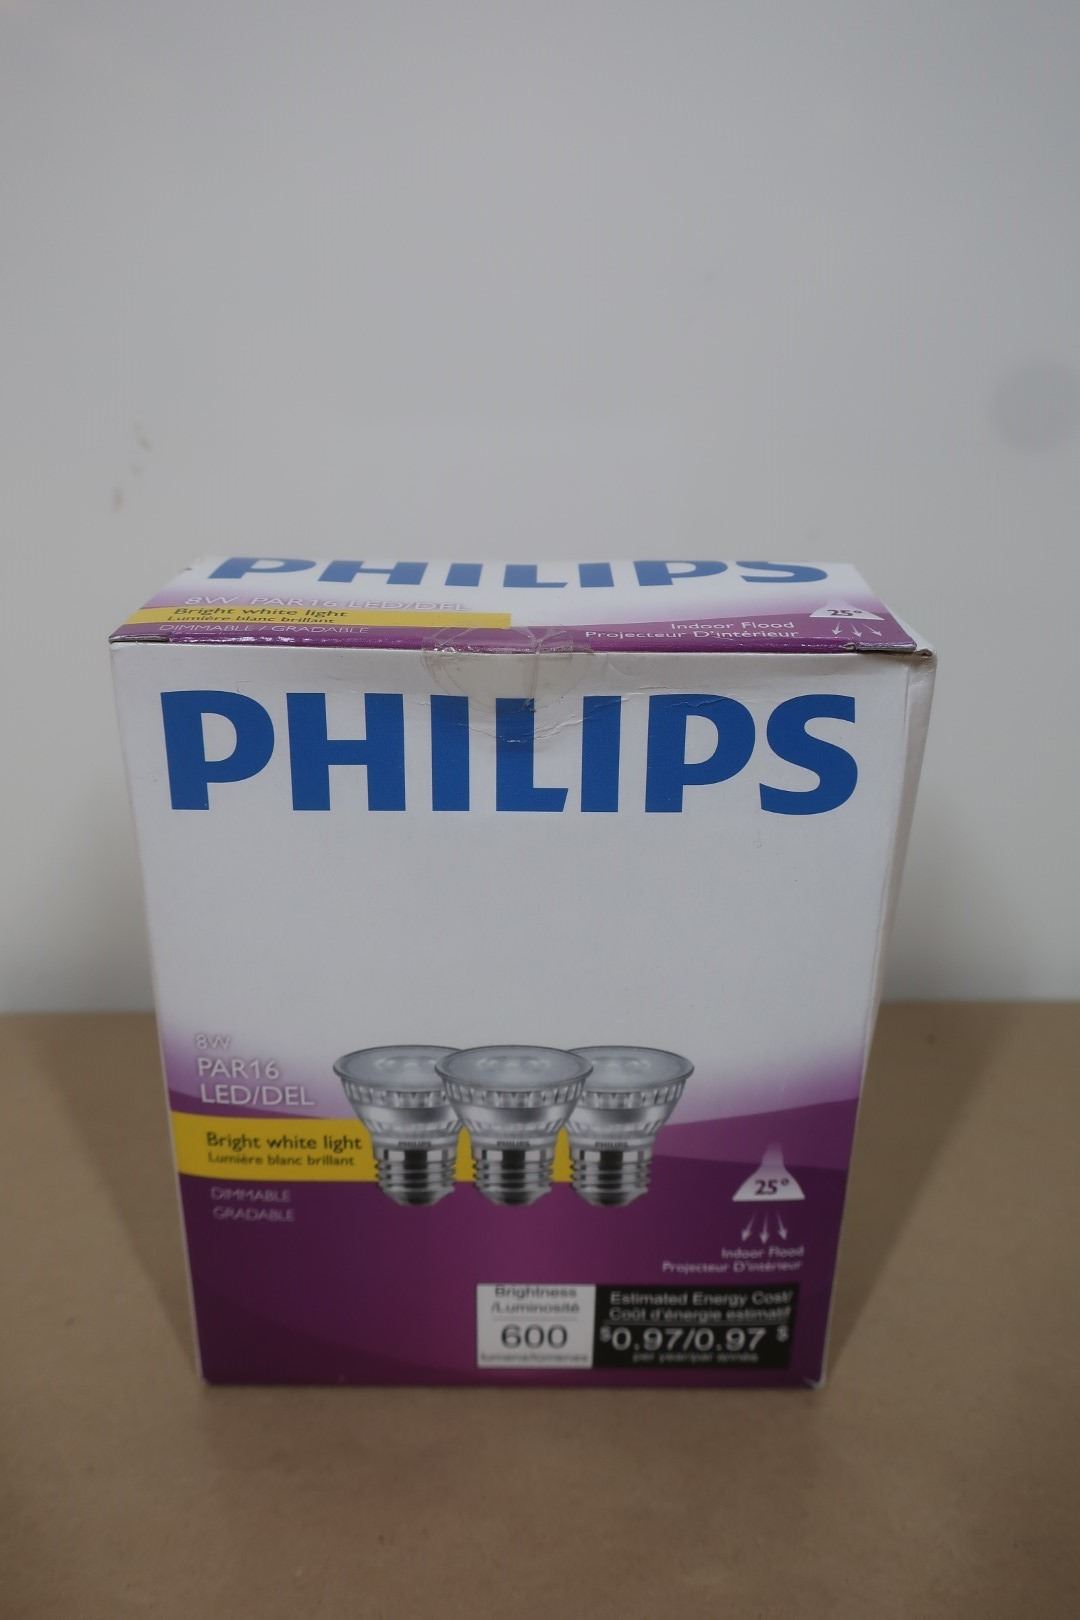 PHILIPS
8W PAR16 LED/DEL
Bright white light
Lumière blanc brillant
DIMMABLE / GRADABLE
25°
Indoor Flood
Projecteur D'intérieur
PHILIPS
8W
PAR16
LED/DEL
Bright white light
Lumière blanc brillant
DIMMABLE
GRADABLE
PHILIPS
PHILIPS
PHILIPS
25°
Indoor Flood
Projecteur D'intérieur
Brightness
/Luminosité
600
lumens/lumens
Estimated Energy Cost/
Coût d'énergie estimatif
$0.97/0.97 $
per year/par année